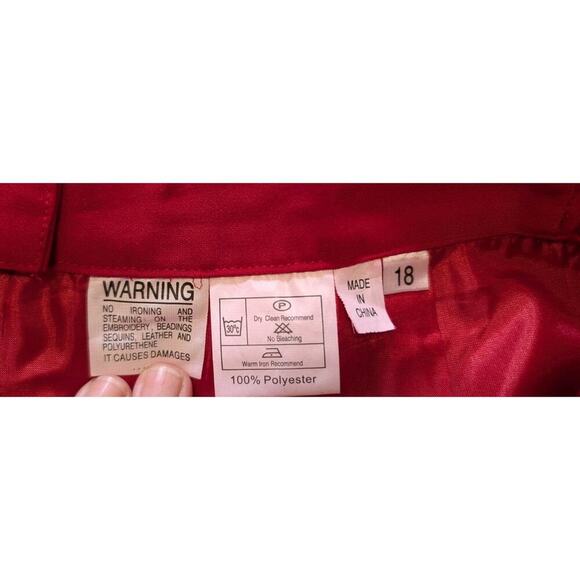 WARNING
NO IRONING AND
STEAMING ON THE
EMBROIDERY, BEADINGS
SEQUINS, LEATHER AND
POLYURETHENE
IT CAUSES DAMAGES
P
Dry Clean Recommend
30°c
No Bleaching
Warm Iron Recommend
100% Polyester
MADE
IN
CHINA
18